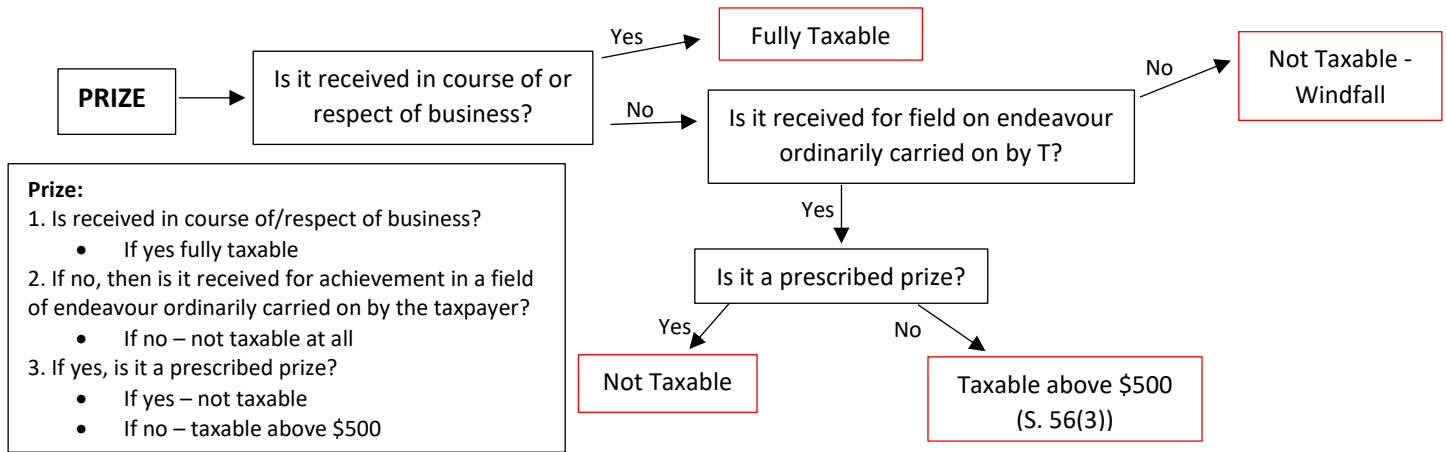 PRIZE
Is it received in course of or
respect of business?
Yes
Fully Taxable
No
Is it received for field on endeavour
ordinarily carried on by T?
No
Not Taxable -
Windfall
Yes
Is it a prescribed prize?
Yes
Not Taxable
No
Taxable above $500
(S. 56(3))
Prize:
1. Is received in course of/respect of business?
• If yes fully taxable
2. If no, then is it received for achievement in a field
of endeavour ordinarily carried on by the taxpayer?
• If no – not taxable at all
3. If yes, is it a prescribed prize?
• If yes – not taxable
• If no – taxable above $500